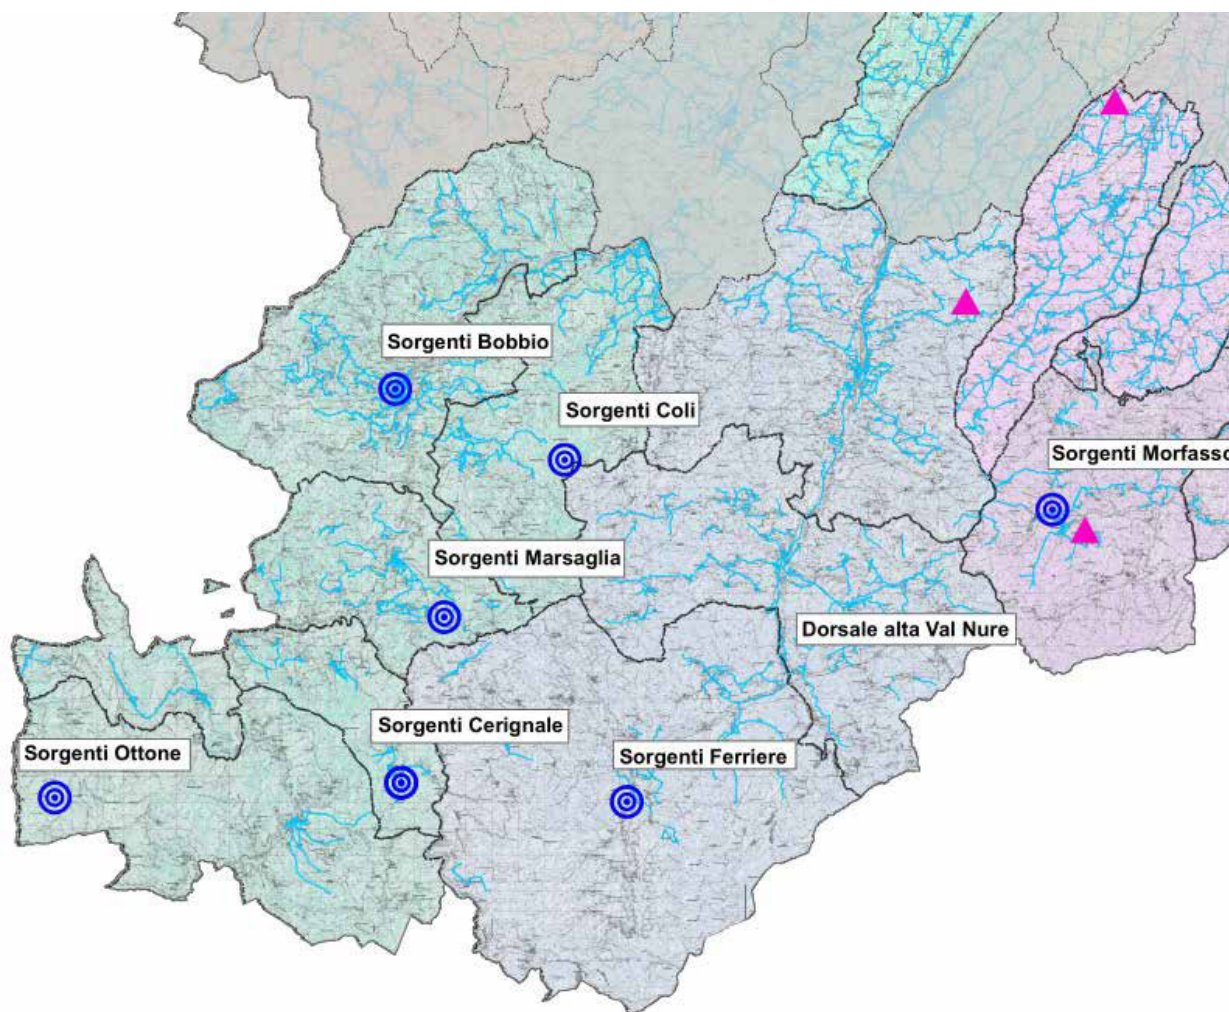 Sorgenti Bobbio
Sorgenti Coli
Sorgenti Morfasso
Sorgenti Marsaglia
Dorsale alta Val Nure
Sorgenti Cerignale
Sorgenti Ottone
Sorgenti Ferriere